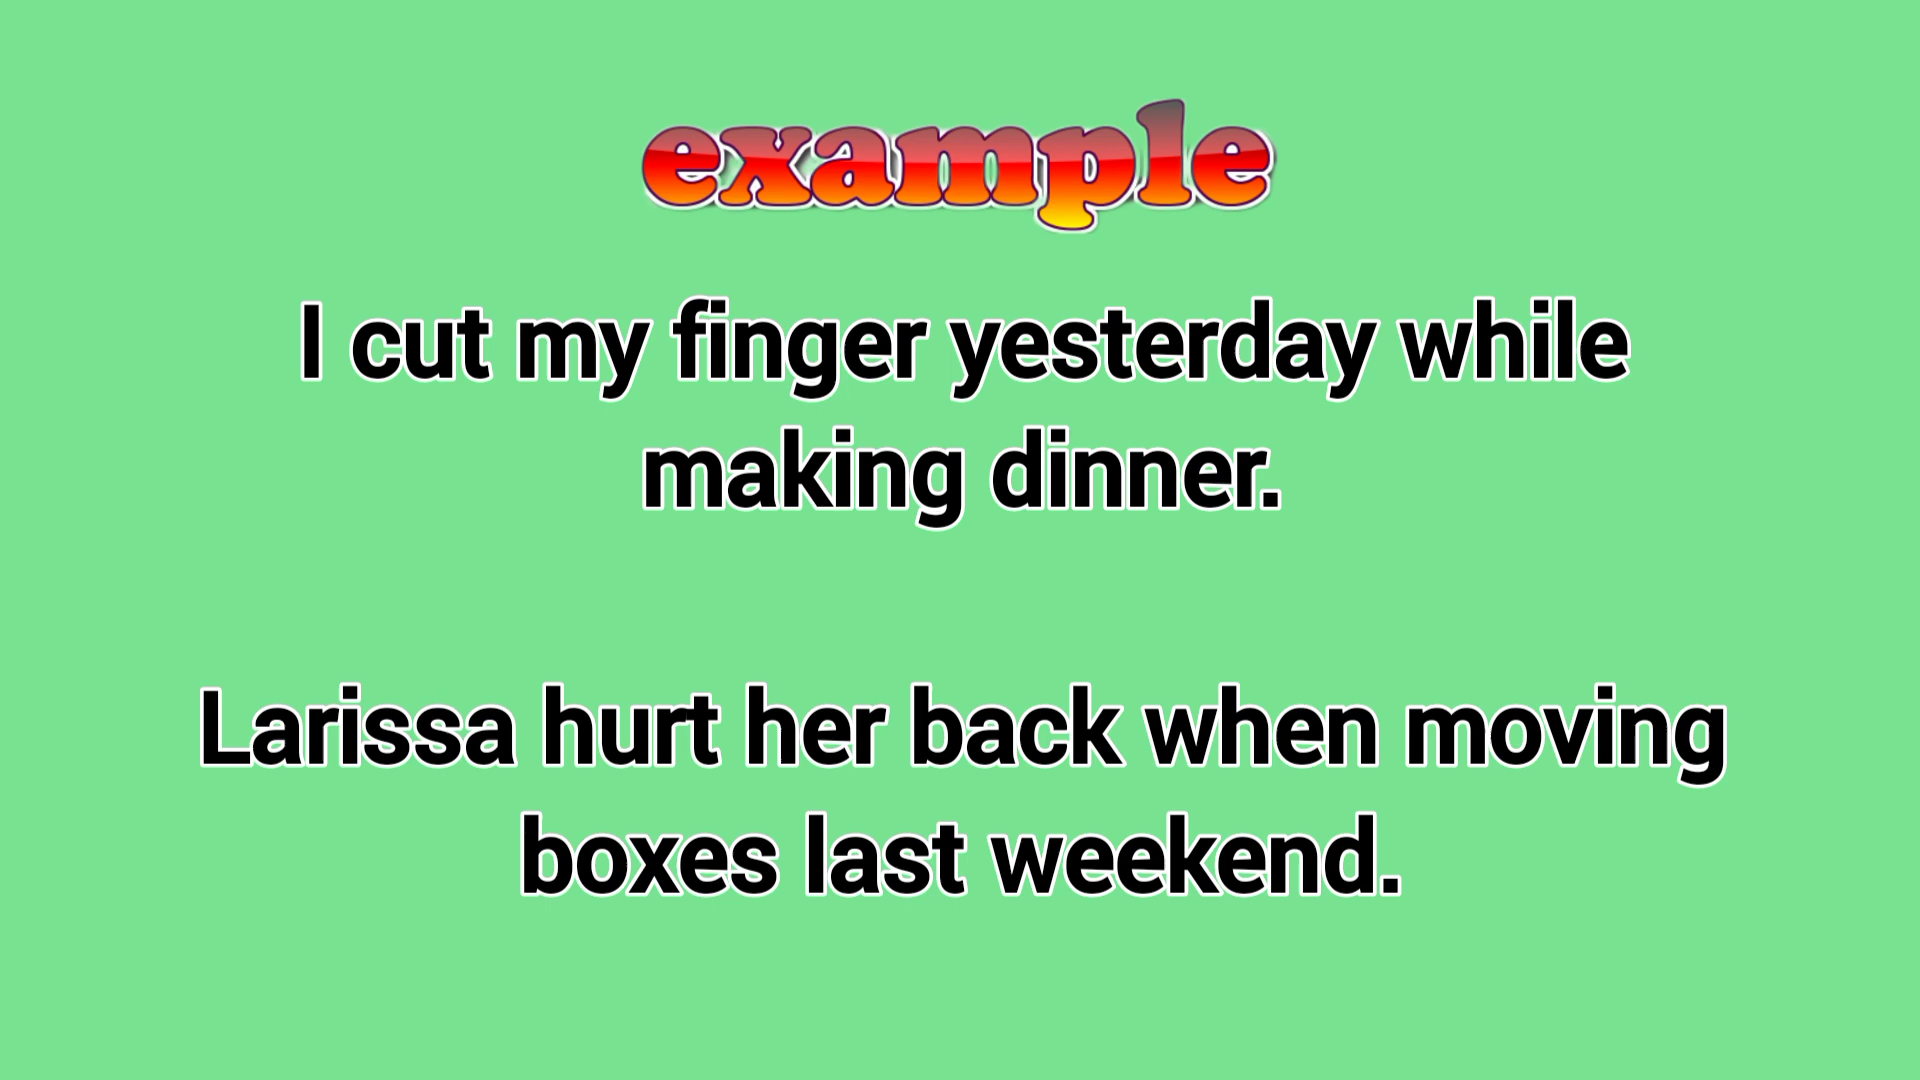 example
I cut my finger yesterday while
making dinner.
Larissa hurt her back when moving
boxes last weekend.